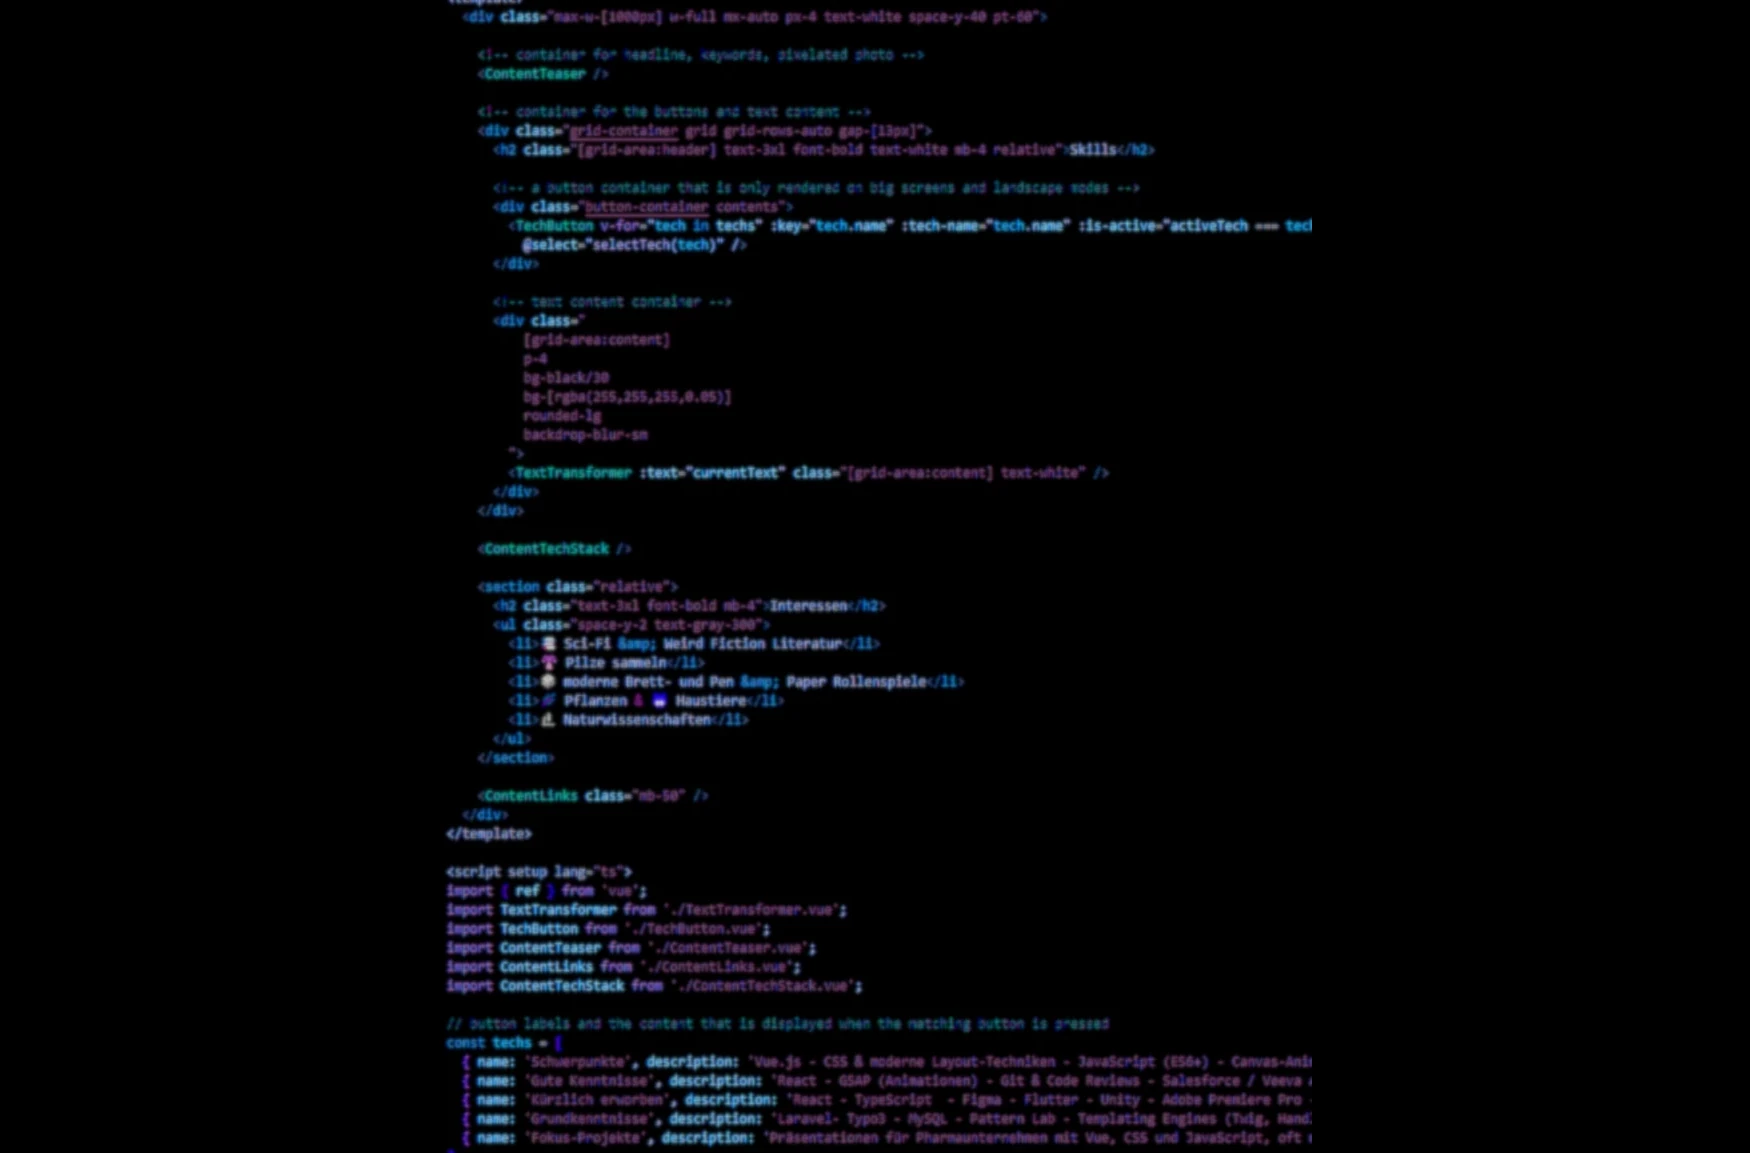 <template>
<div class="max-w-[1000px] w-full mx-auto px-4 text-white space-y-40 pt-60">
<!-- container for headline, keywords, pixelated photo -->
<ContentTeaser />
<!-- container for the buttons and text content -->
<div class="grid-container grid grid-rows-auto gap-[13px]">
<h2 class="[grid-area:header] text-3xl font-bold text-white mb-4 relative">Skills</h2>
<!-- a button container that is only rendered on big screens and landscape modes -->
<div class="button-container contents">
<TechButton v-for="tech in techs" :key="tech.name" :tech-name="tech.name" :is-active="activeTech === tec
@select="selectTech(tech)" />
</div>
<!-- text content container -->
<div class="
[grid-area:content]
p-4
bg-black/30
bg-[rgba(255,255,255,0.05)]
rounded-lg
backdrop-blur-sm
">
<TextTransformer :text="currentText" class="[grid-area:content] text-white" />
</div>
</div>
<ContentTechStack />
<section class="relative">
<h2 class="text-3xl font-bold mb-4">Interessen</h2>
<ul class="space-y-2 text-gray-300">
<li> Sci-Fi &amp; Weird Fiction Literatur</li>
<li>🍄 Pilze sammeln</li>
<li>🎲 moderne Brett- und Pen &amp; Paper Rollenspiele</li>
<li> Pflanzen & Haustiere</li>
<li> Naturwissenschaften</li>
</ul>
</section>
<ContentLinks class="mb-50" />
</div>
</template>
<script setup lang="ts">
import { ref } from 'vue';
import TextTransformer from './TextTransformer.vue';
import TechButton from './TechButton.vue';
import ContentTeaser from './ContentTeaser.vue';
import ContentLinks from './ContentLinks.vue';
import ContentTechStack from './ContentTechStack.vue';
// button labels and the content that is displayed when the matching button is pressed
const techs = [
{ name: 'Schwerpunkte', description: 'Vue.js - CSS & moderne Layout-Techniken - JavaScript (ES6+) - Canvas-Ani
{ name: 'Gute Kenntnisse', description: 'React - GSAP (Animationen) - Git & Code Reviews - Salesforce / Veeva
{ name: 'Kürzlich erworben', description: 'React - TypeScript - Figma - Flutter - Unity - Adobe Premiere Pro -
{ name: 'Grundkenntnisse', description: 'Laravel- Typo3 - MySQL - Pattern Lab - Templating Engines (Twig, Hand
{ name: 'Fokus-Projekte', description: 'Präsentationen für Pharmaunternehmen mit Vue, CSS und JavaScript, oft